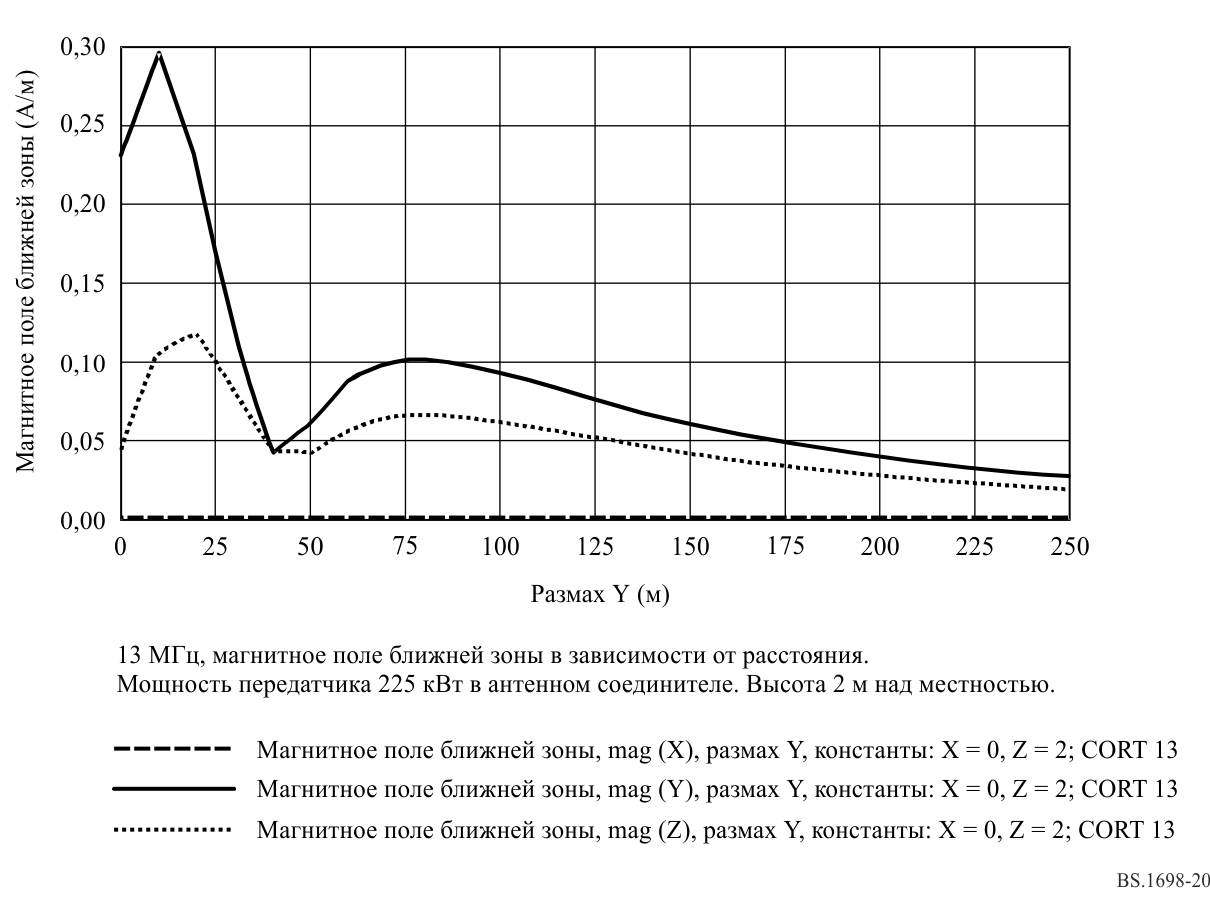 Магнитное поле ближней зоны (А/м)
0,30
0,25
0,20
0,15
0,10
0,05
0,00
0 25 50 75 100 125 150 175 200 225 250
Размах Y (м)
13 МГц, магнитное поле ближней зоны в зависимости от расстояния.
Мощность передатчика 225 кВт в антенном соединителе. Высота 2 м над местностью.
Магнитное поле ближней зоны, mag (X), размах Y, константы: X = 0, Z = 2; CORT 13
Магнитное поле ближней зоны, mag (Y), размах Y, константы: X = 0, Z = 2; CORT 13
Магнитное поле ближней зоны, mag (Z), размах Y, константы: X = 0, Z = 2; CORT 13
BS.1698-20